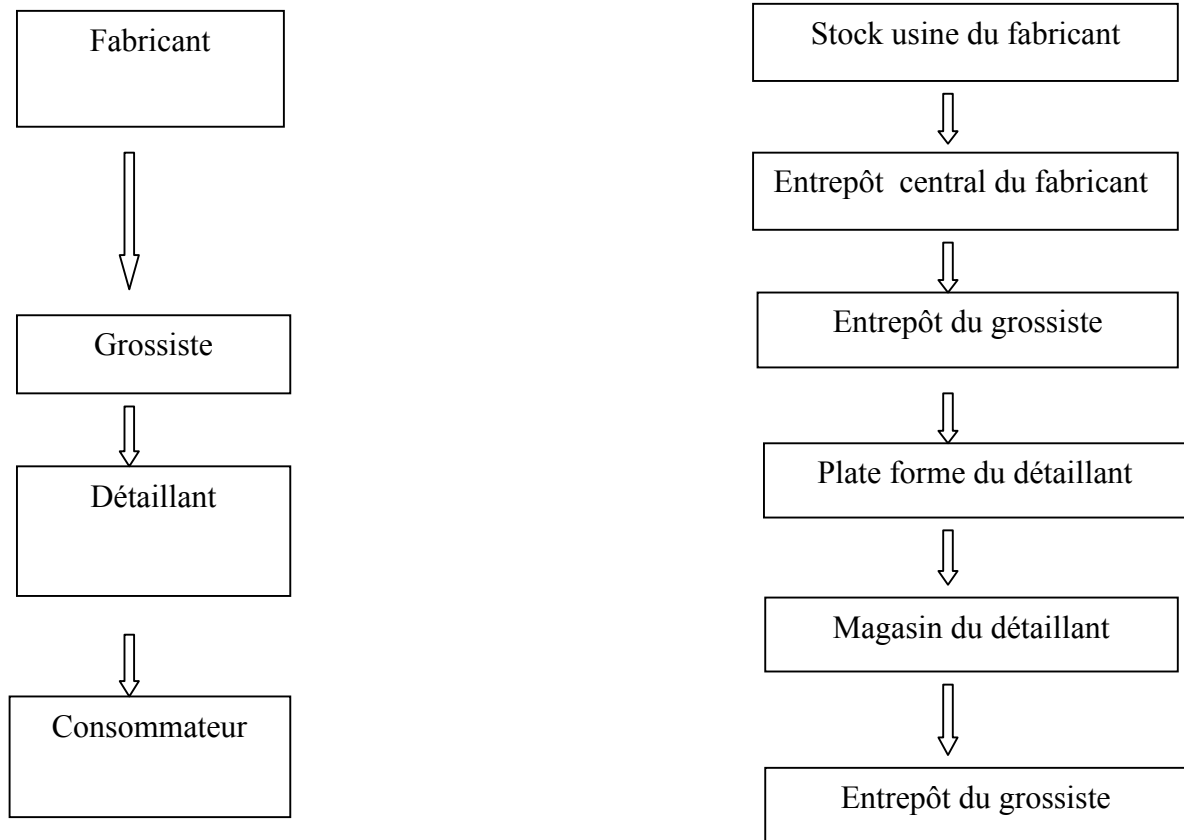 Fabricant
Grossiste
Détaillant
Consommateur
Stock usine du fabricant
Entrepôt central du fabricant
Entrepôt du grossiste
Plate forme du détaillant
Magasin du détaillant
Entrepôt du grossiste